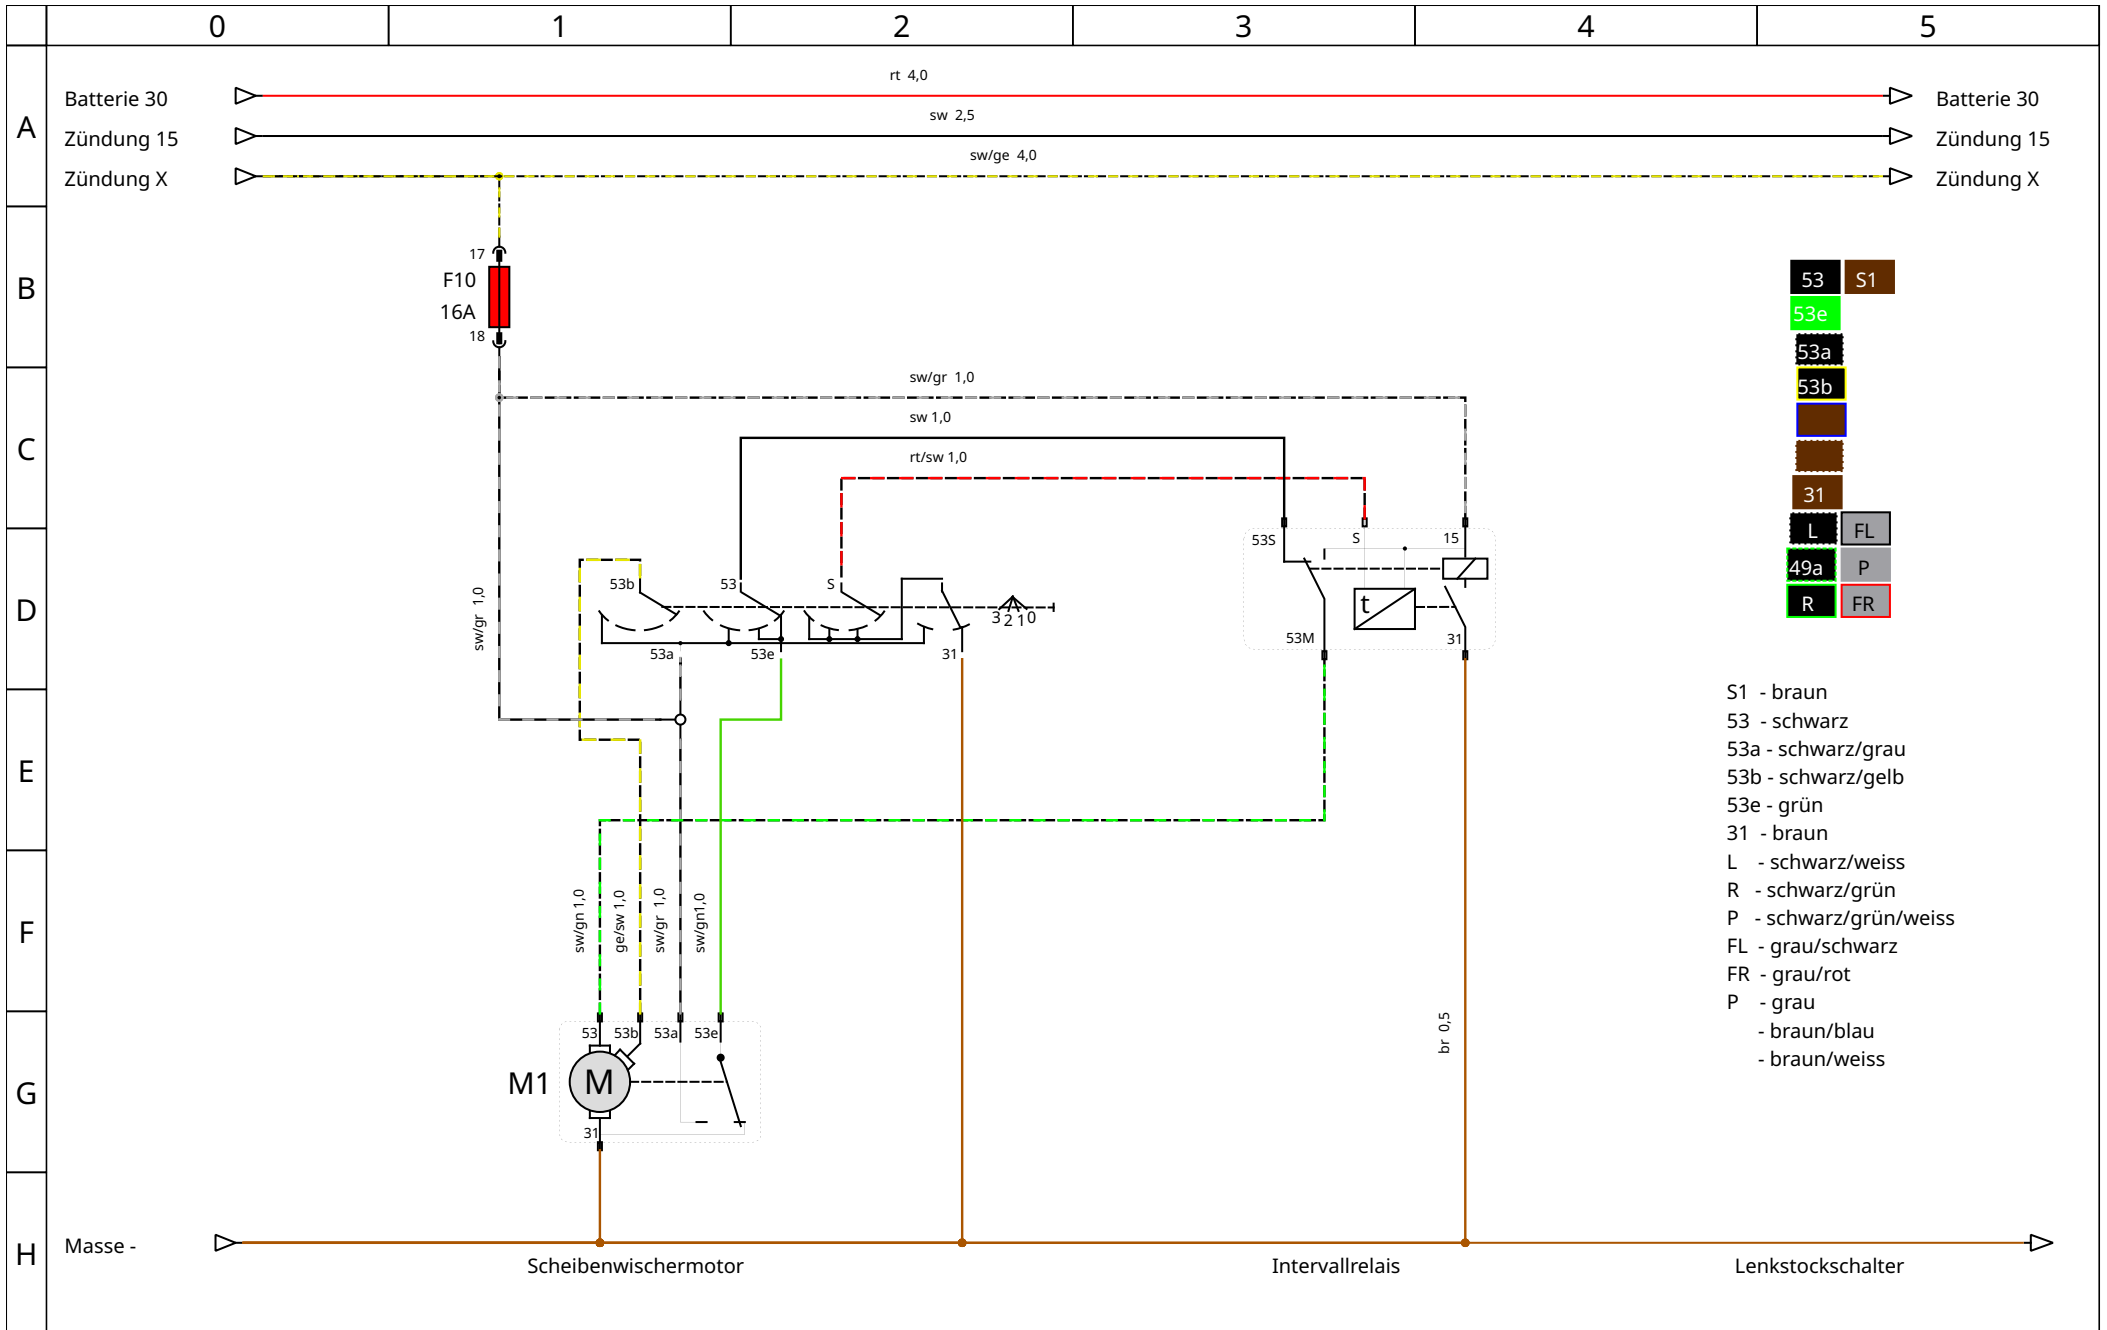 0 1 2 3 4 5
A
rt 4,0
Batterie 30 Batterie 30
sw 2,5
Zündung 15 Zündung 15
sw/ge 4,0
Zündung X Zündung X
B
17
F10
16A
18
53 S1
53e
53a
53b
31
L FL
49a P
R FR
C
sw/gr 1,0
sw 1,0
rt/sw 1,0
D
sw/gr 1,0
53b 53 S
3 2 1 0
53a 53e 31
53S S 15
t
53M 31
E
S1 - braun
53 - schwarz
53a - schwarz/grau
53b - schwarz/gelb
53e - grün
31 - braun
L - schwarz/weiss
R - schwarz/grün
P - schwarz/grün/weiss
FL - grau/schwarz
FR - grau/rot
P - grau
- braun/blau
- braun/weiss
F
sw/gn 1,0
ge/sw 1,0
sw/gr 1,0
sw/gn1,0
br 0,5
G
53 53b 53a 53e
M1 M
31
H
Masse -
Scheibenwischermotor Intervallrelais Lenkstockschalter